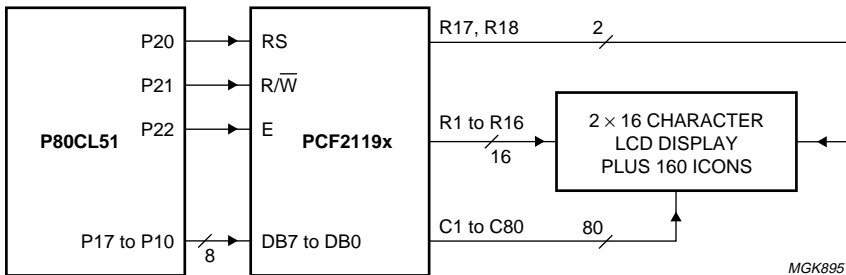 P80CL51
P20
P21
P22
P17 to P10
8
PCF2119x
RS
R/W̅
E
DB7 to DB0
R17, R18
2
R1 to R16
16
C1 to C80
80
2 × 16 CHARACTER
LCD DISPLAY
PLUS 160 ICONS
MGK895